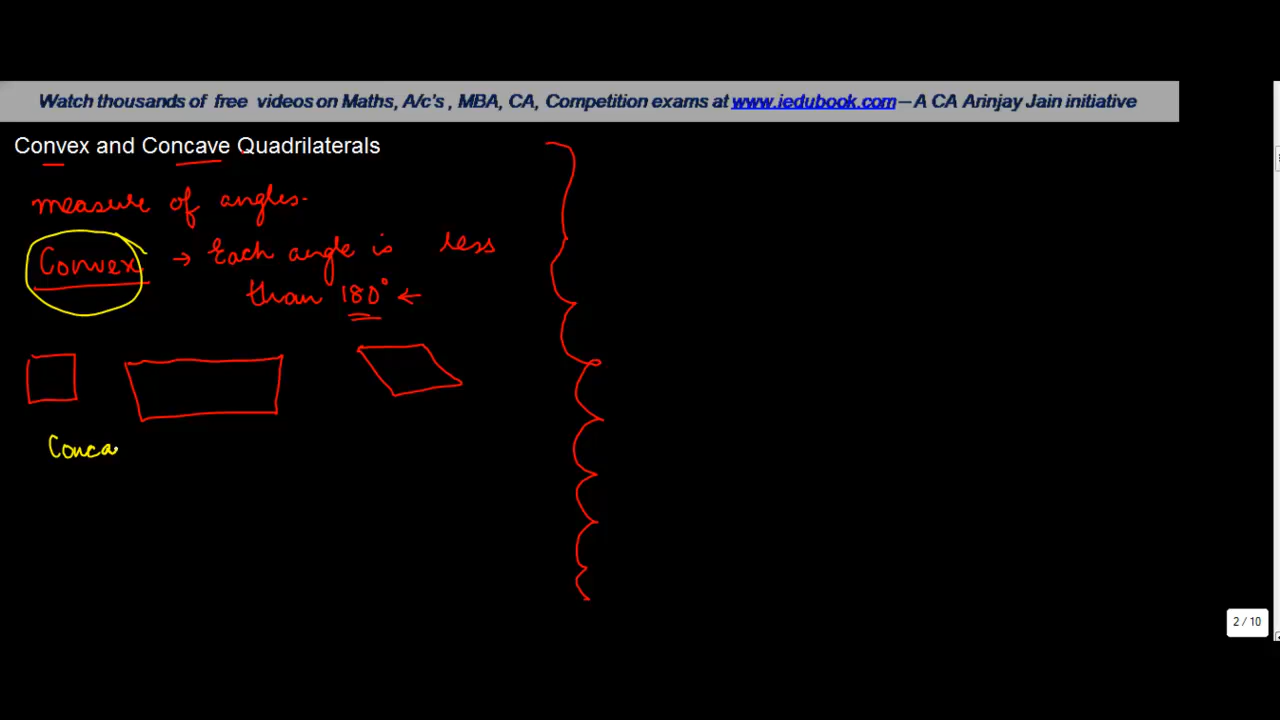 Watch thousands of free videos on Maths, A/c's , MBA, CA, Competition exams at www.iedubook.com – A CA Arinjay Jain initiative
Convex and Concave Quadrilaterals
measure of angles.
Convex → Each angle is less
than 180° ←
Conca
2 / 10